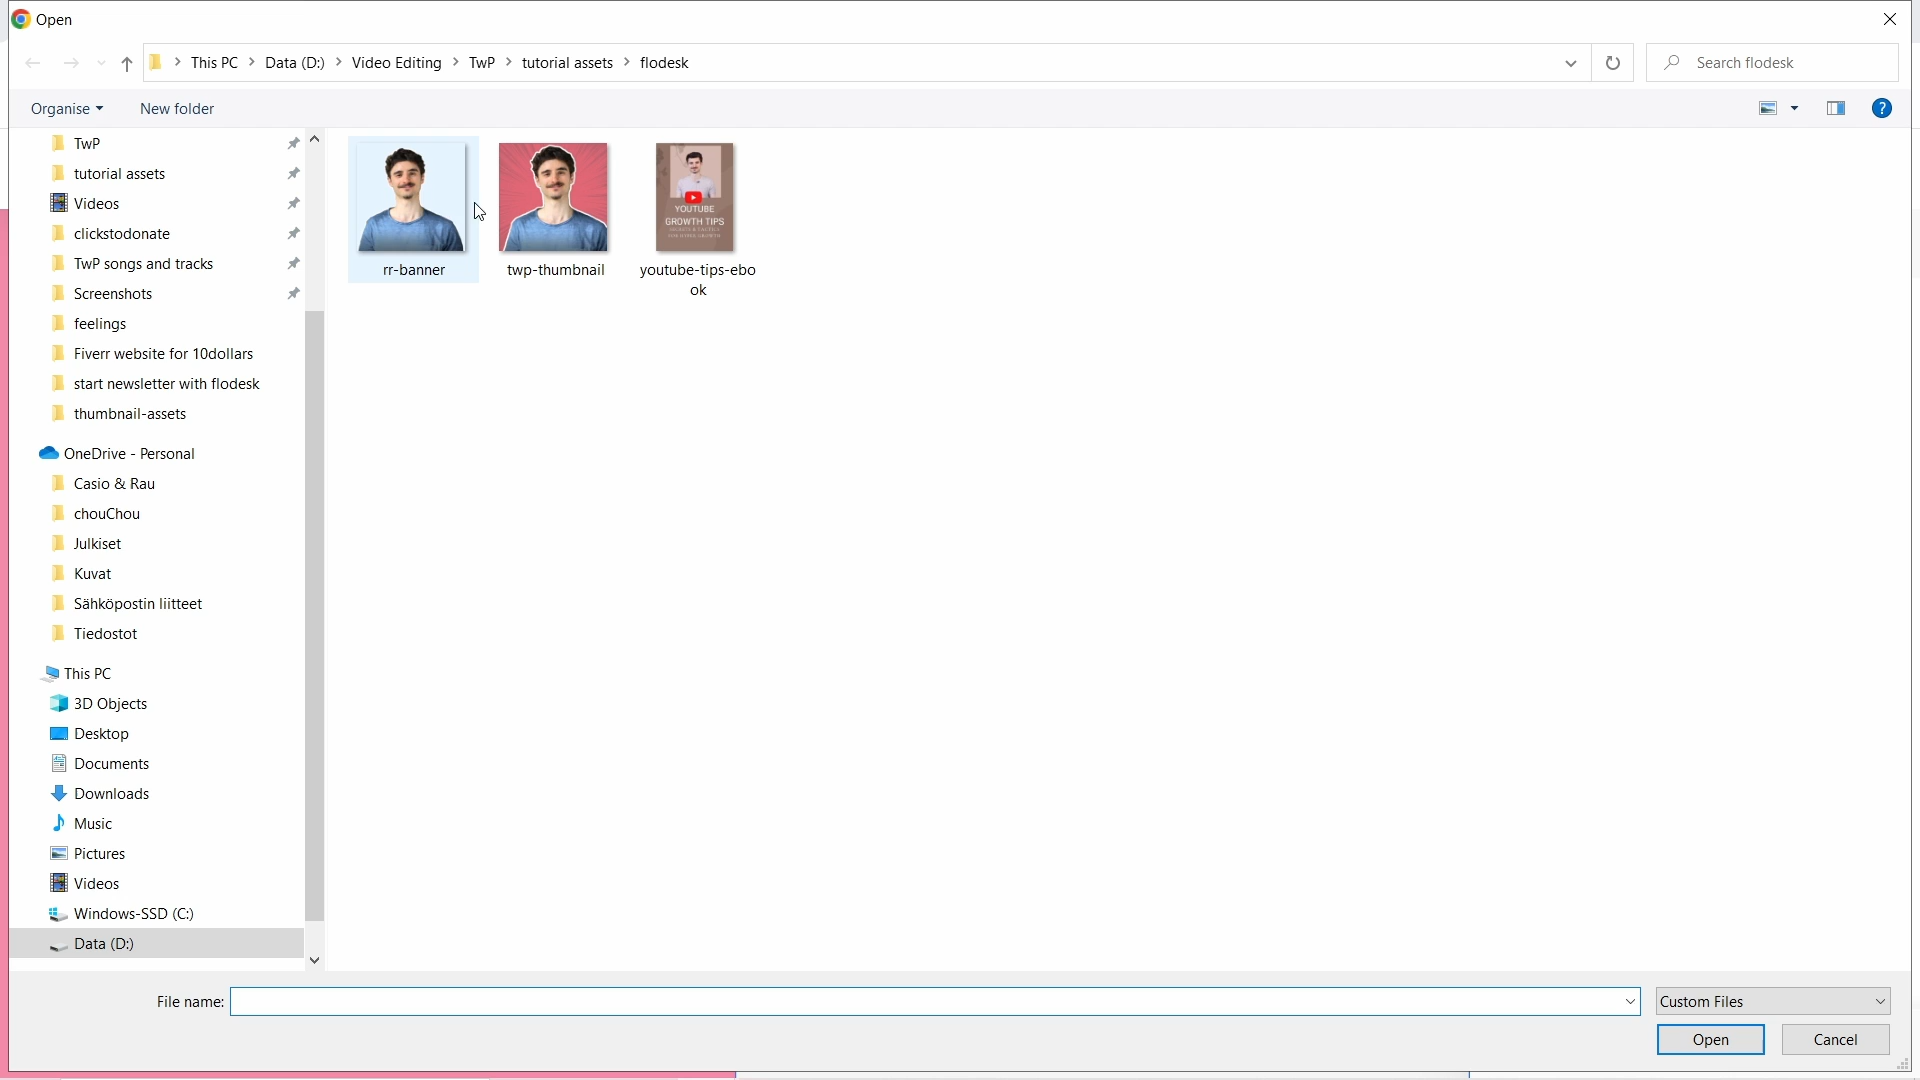 Open
This PC > Data (D:) > Video Editing > TwP > tutorial assets > flodesk
Search flodesk
Organise
New folder
?
TwP
tutorial assets
Videos
clickstodonate
TwP songs and tracks
Screenshots
feelings
Fiverr website for 10dollars
start newsletter with flodesk
thumbnail-assets
OneDrive - Personal
Casio & Rau
chouChou
Julkiset
Kuvat
Sähköpostin liitteet
Tiedostot
This PC
3D Objects
Desktop
Documents
Downloads
Music
Pictures
Videos
Windows-SSD (C:)
Data (D:)
YOUTUBE
GROWTH TIPS
rr-banner
twp-thumbnail
youtube-tips-ebo
ok
File name:
Custom Files
Open
Cancel